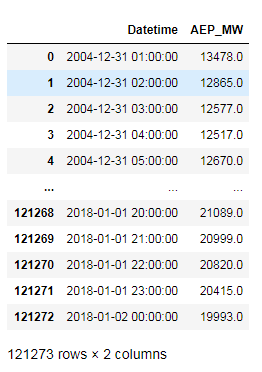 Datetime AEP_MW
0 2004-12-31 01:00:00 13478.0
1 2004-12-31 02:00:00 12865.0
2 2004-12-31 03:00:00 12577.0
3 2004-12-31 04:00:00 12517.0
4 2004-12-31 05:00:00 12670.0
... ... ...
121268 2018-01-01 20:00:00 21089.0
121269 2018-01-01 21:00:00 20999.0
121270 2018-01-01 22:00:00 20820.0
121271 2018-01-01 23:00:00 20415.0
121272 2018-01-02 00:00:00 19993.0
121273 rows × 2 columns